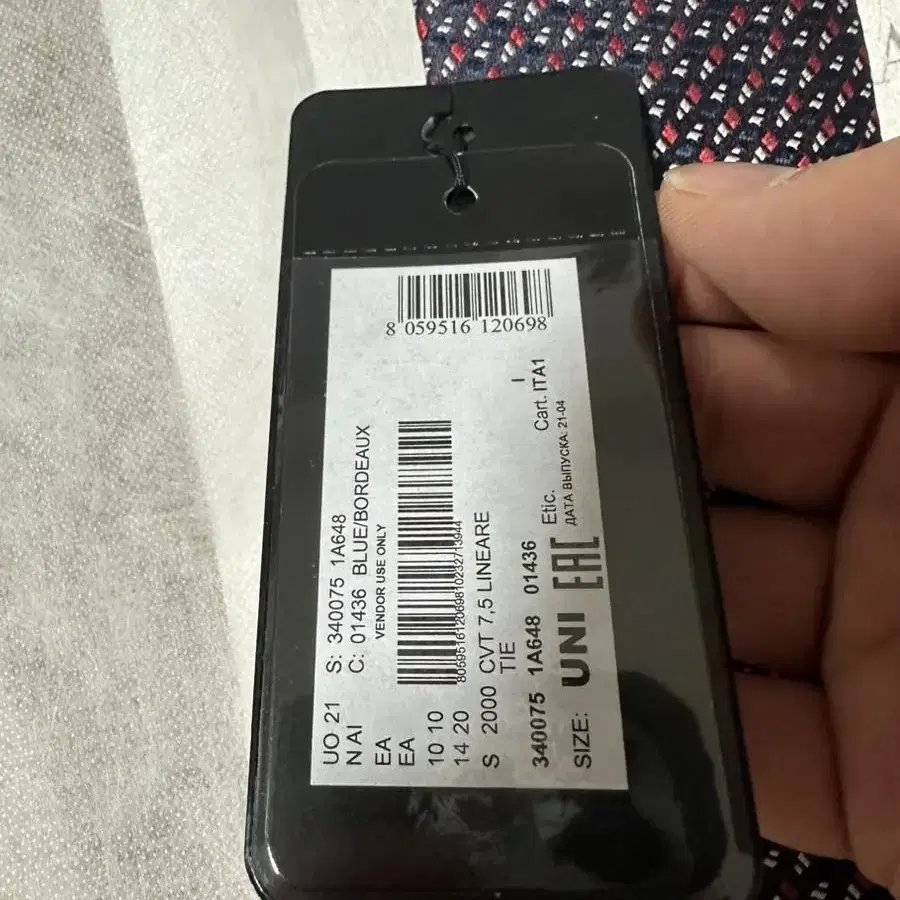 8 059516 120698
UO 21 S: 340075 1A648
N AI C: 01436 BLUE/BORDEAUX
EA VENDOR USE ONLY
EA
10 10
14 20
S 2000 CVT 7,5 LINEARE
TIE
340075 1A648 01436 Etic. Cart. ITA1
ДАТА ВЫПУСКА: 21-04
SIZE: UNI EAC